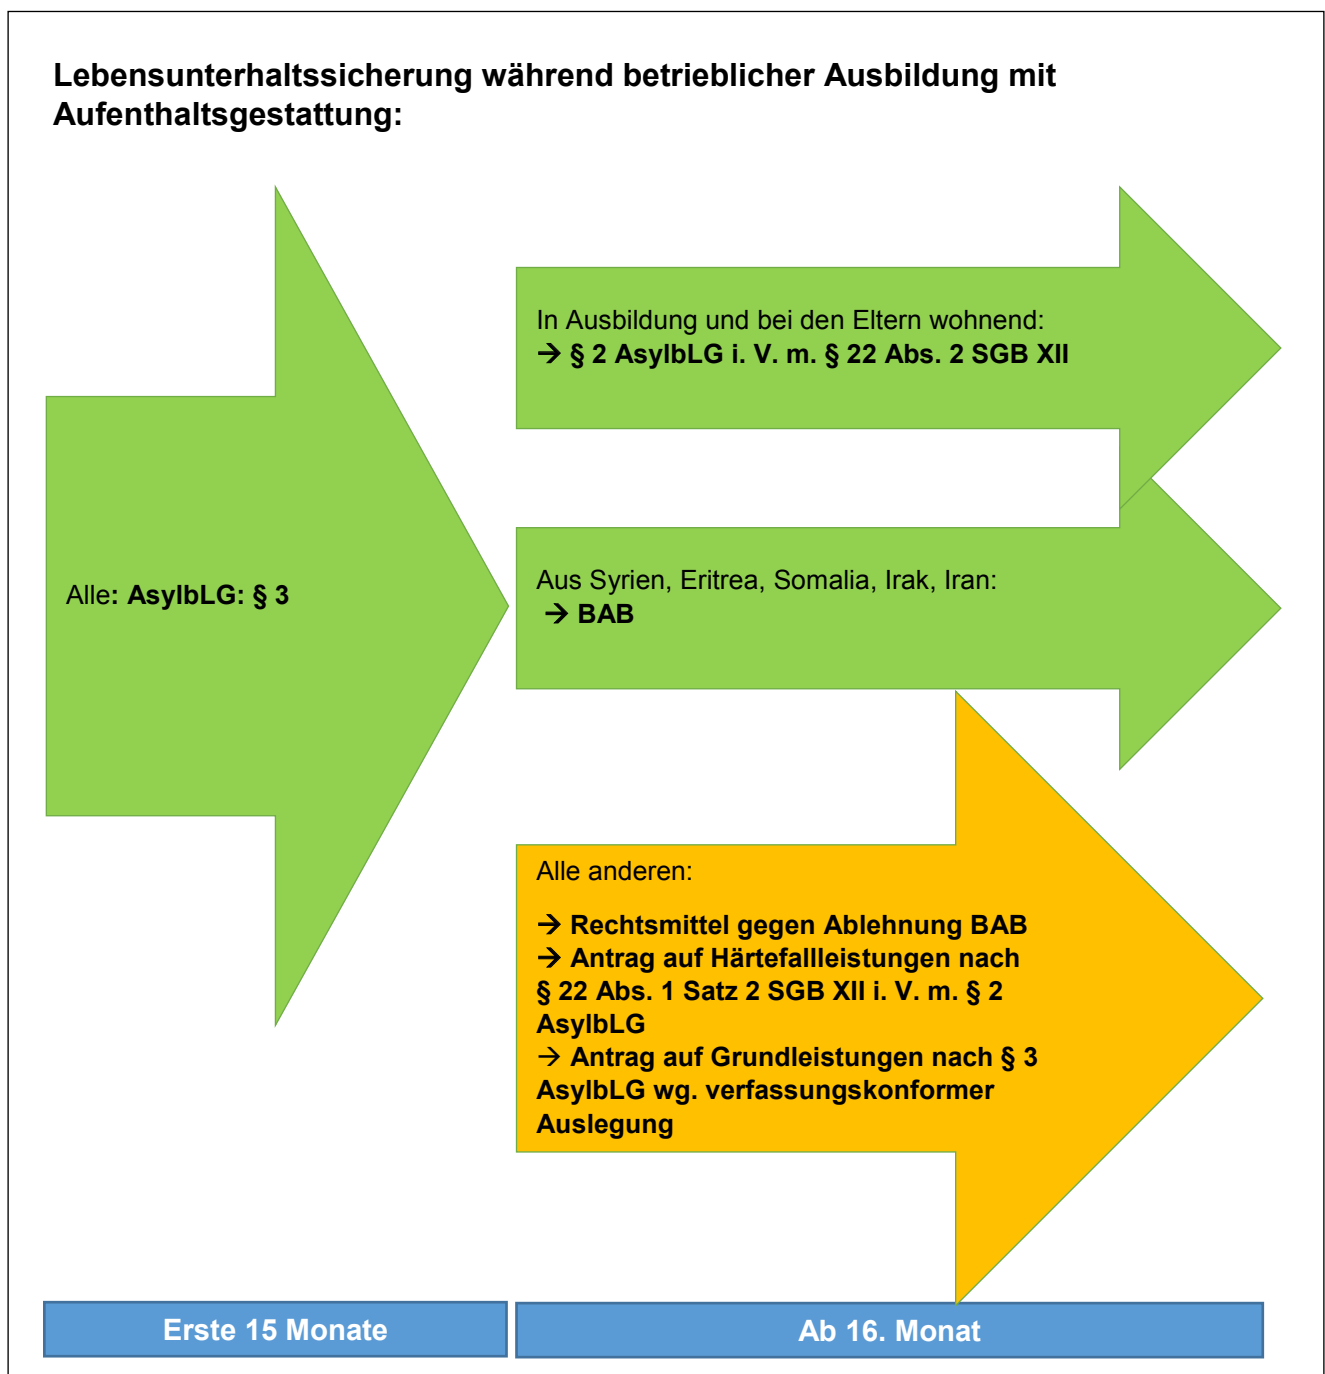 Lebensunterhaltssicherung während betrieblicher Ausbildung mit
Aufenthaltsgestattung:
Alle: AsylbLG: § 3
In Ausbildung und bei den Eltern wohnend:
→ § 2 AsylbLG i. V. m. § 22 Abs. 2 SGB XII
Aus Syrien, Eritrea, Somalia, Irak, Iran:
→ BAB
Alle anderen:
→ Rechtsmittel gegen Ablehnung BAB
→ Antrag auf Härtefallleistungen nach
§ 22 Abs. 1 Satz 2 SGB XII i. V. m. § 2
AsylbLG
→ Antrag auf Grundleistungen nach § 3
AsylbLG wg. verfassungskonformer
Auslegung
Erste 15 Monate
Ab 16. Monat